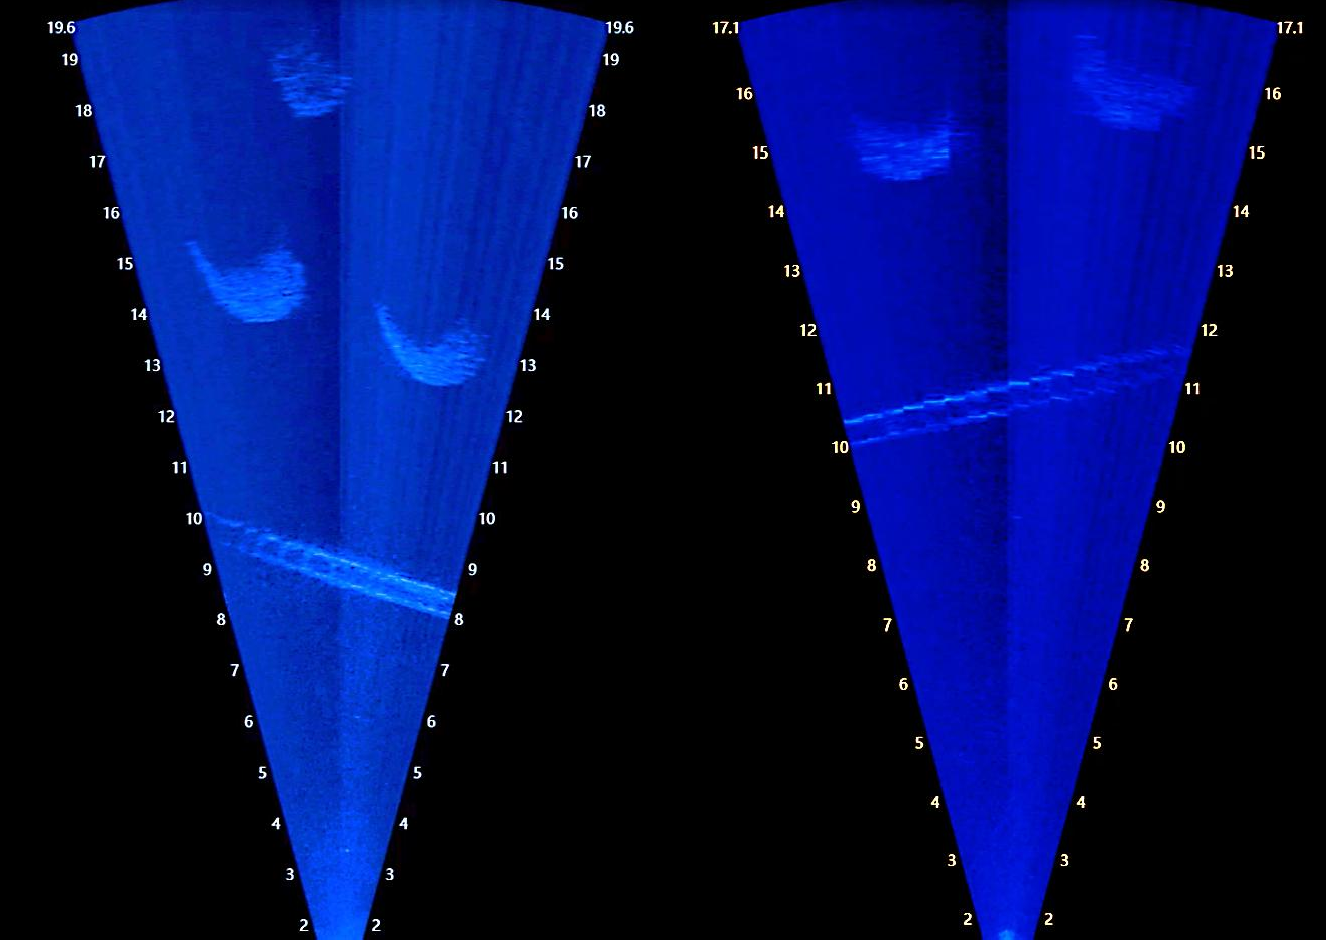 19.6 19.6 17.1 17.1
19 19
18 18 16 16
17 17 15 15
16 16 14 14
15 15 13 13
14 14 12 12
13 13 11 11
12 12 10 10
11 11 9 9
10 10 8 8
9 9 7 7
8 8 6 6
7 7 5 5
6 6 4 4
5 5 3 3
4 4 2 2
3 3
2 2